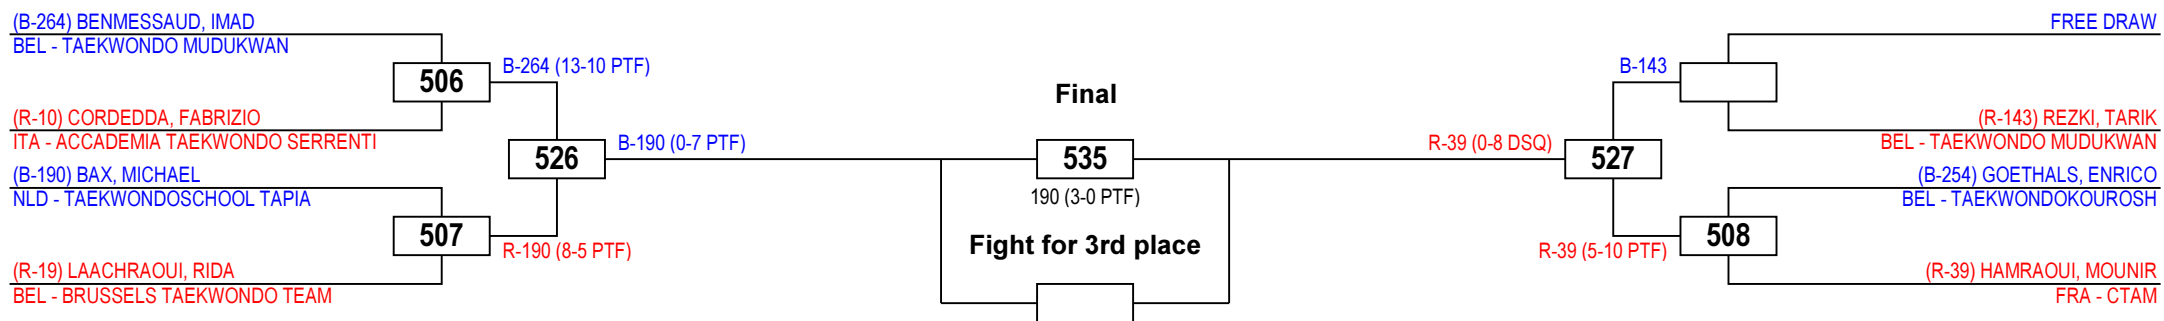 (B-264) BENMESSAUD, IMAD
BEL - TAEKWONDO MUDUKWAN
506
B-264 (13-10 PTF)
(R-10) CORDEDDA, FABRIZIO
ITA - ACCADEMIA TAEKWONDO SERRENTI
526
B-190 (0-7 PTF)
(B-190) BAX, MICHAEL
NLD - TAEKWONDOSCHOOL TAPIA
507
R-190 (8-5 PTF)
(R-19) LAACHRAOUI, RIDA
BEL - BRUSSELS TAEKWONDO TEAM
Final
535
190 (3-0 PTF)
Fight for 3rd place
FREE DRAW
B-143
(R-143) REZKI, TARIK
BEL - TAEKWONDO MUDUKWAN
R-39 (0-8 DSQ)
527
(B-254) GOETHALS, ENRICO
BEL - TAEKWONDOKOUROSH
508
R-39 (5-10 PTF)
(R-39) HAMRAOUI, MOUNIR
FRA - CTAM